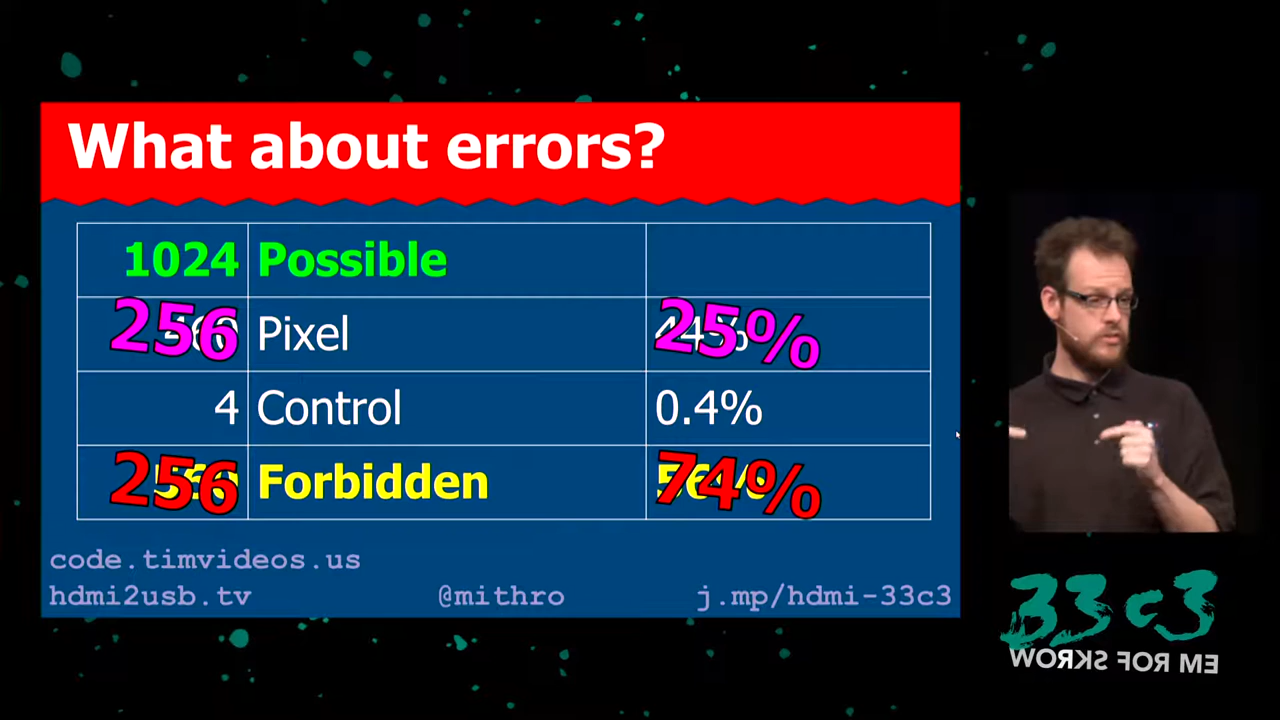 What about errors?
1024 Possible
256 Pixel 25%
4 Control 0.4%
256 Forbidden 74%
code.timvideos.us
hdmi2usb.tv @mithro j.mp/hdmi-33c3
33c3
WORKS FOR ME